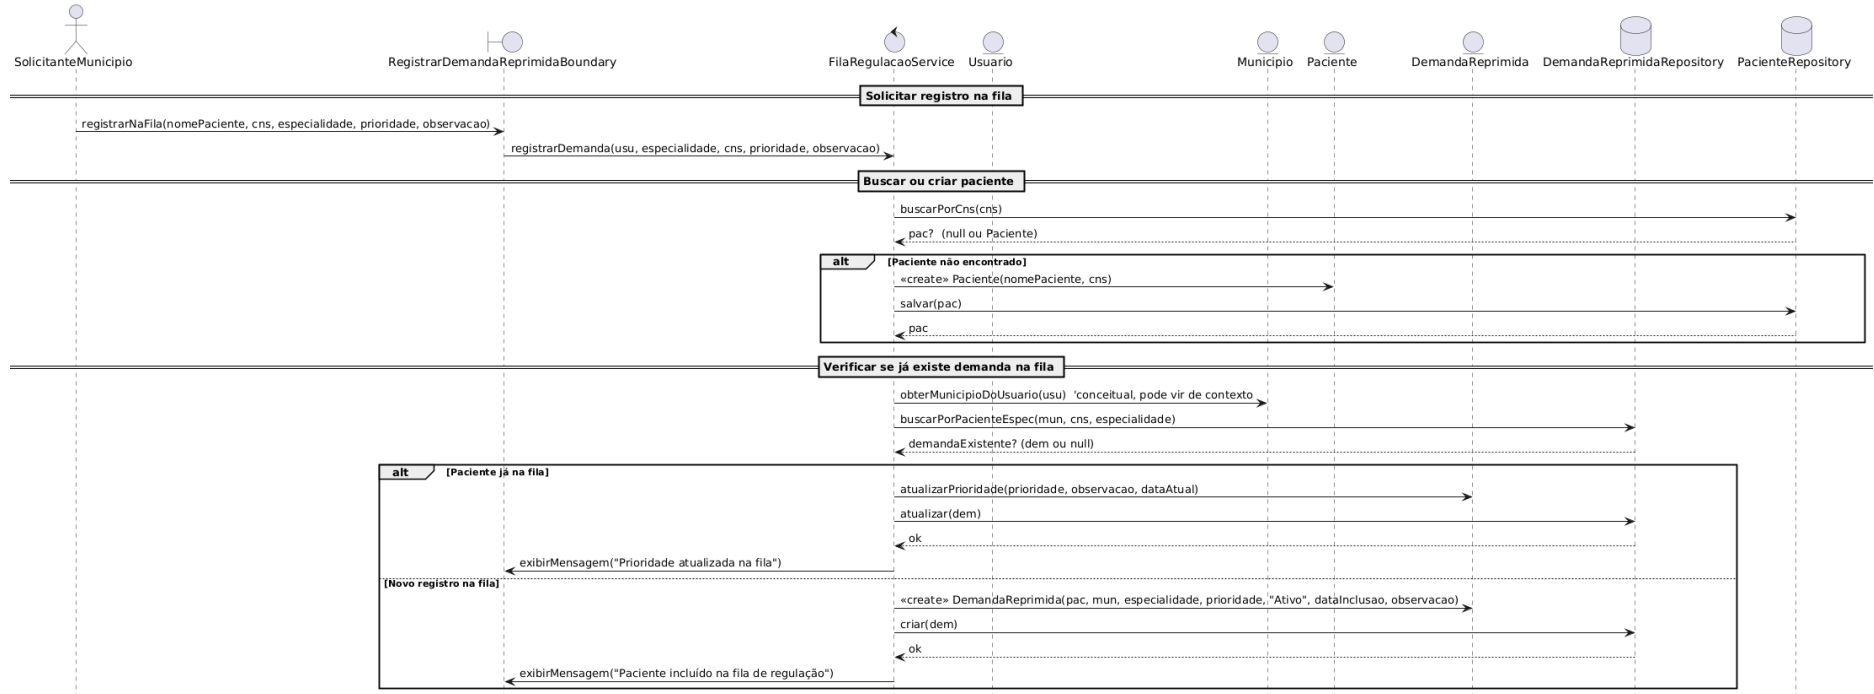 SolicitanteMunicipio
RegistrarDemandaReprimidaBoundary
FilaRegulacaoService
Usuario
Municipio
Paciente
DemandaReprimida
DemandaReprimidaRepository
PacienteRepository
Solicitar registro na fila
registrarNaFila(nomePaciente, cns, especialidade, prioridade, observacao)
registrarDemanda(usu, especialidade, cns, prioridade, observacao)
Buscar ou criar paciente
buscarPorCns(cns)
pac?  (null ou Paciente)
alt
[Paciente não encontrado]
«create» Paciente(nomePaciente, cns)
salvar(pac)
pac
Verificar se já existe demanda na fila
obterMunicipioDoUsuario(usu)  'conceitual, pode vir de contexto
buscarPorPacienteEspec(mun, cns, especialidade)
demandaExistente? (dem ou null)
alt
[Paciente já na fila]
atualizarPrioridade(prioridade, observacao, dataAtual)
atualizar(dem)
ok
exibirMensagem("Prioridade atualizada na fila")
[Novo registro na fila]
«create» DemandaReprimida(pac, mun, especialidade, prioridade, "Ativo", dataInclusao, observacao)
criar(dem)
ok
exibirMensagem("Paciente incluído na fila de regulação")